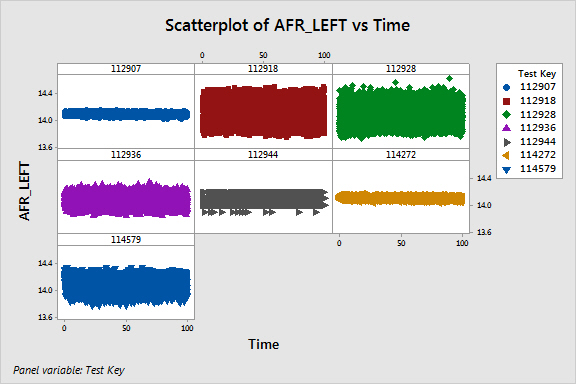 Scatterplot of AFR_LEFT vs Time
0 50 100
112907 112918 112928
14.4
14.0
13.6
112936 112944 114272
14.4
14.0
13.6
0 50 100
114579
14.4
14.0
13.6
0 50 100
AFR_LEFT
Time
Test Key
112907
112918
112928
112936
112944
114272
114579
Panel variable: Test Key